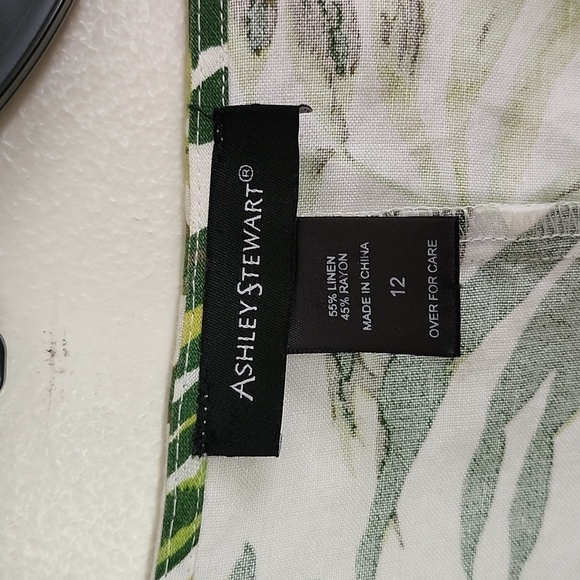 ASHLEY STEWART®
55% LINEN
45% RAYON
MADE IN CHINA
12
OVER FOR CARE